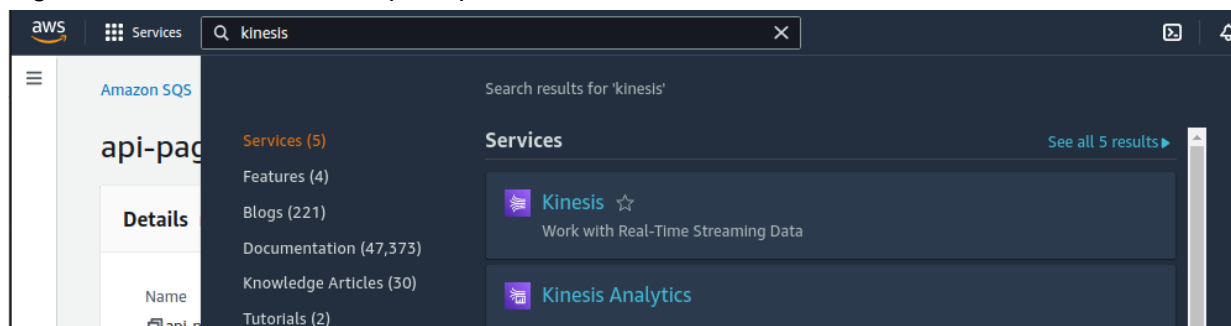 aws
Services
kinesis
Amazon SQS
Search results for 'kinesis'
api-pag
Services (5)
Services
See all 5 results
Features (4)
Details
Blogs (221)
Kinesis
Work with Real-Time Streaming Data
Documentation (47,373)
Knowledge Articles (30)
Name
Kinesis Analytics
Tutorials (2)